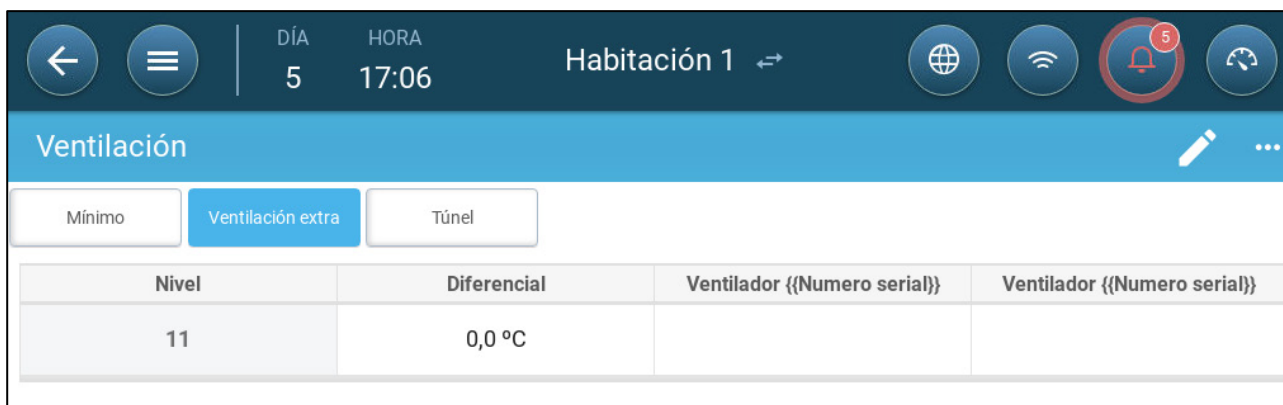 DÍA HORA
5 17:06
Habitación 1
5
Ventilación
Mínimo Ventilación extra Túnel
Nivel Diferencial Ventilador {{Numero serial}} Ventilador {{Numero serial}}
11 0,0 ºC